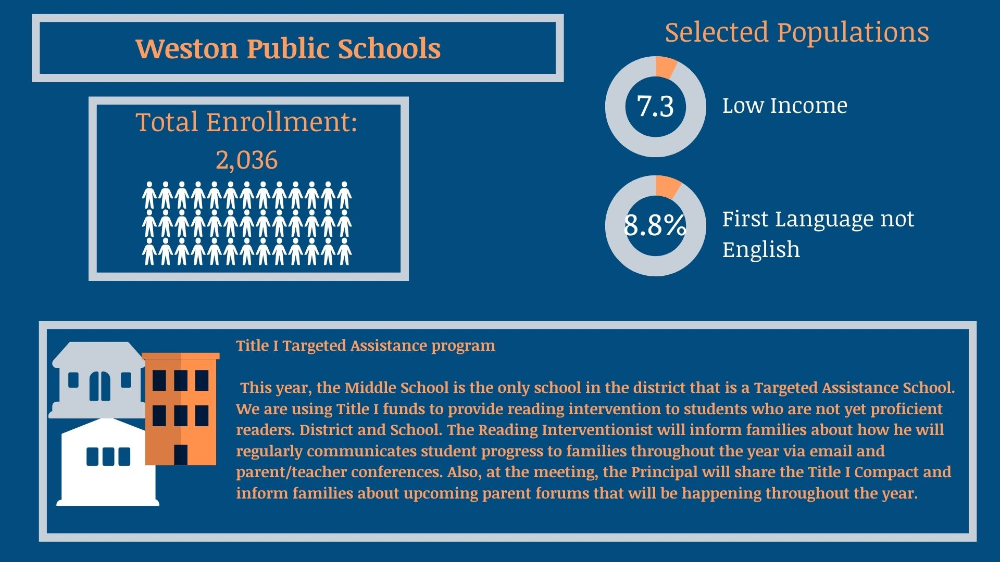 Weston Public Schools
Total Enrollment:
2,036
Selected Populations
7.3
Low Income
8.8%
First Language not
English
Title I Targeted Assistance program
This year, the Middle School is the only school in the district that is a Targeted Assistance School.
We are using Title I funds to provide reading intervention to students who are not yet proficient
readers. District and School. The Reading Interventionist will inform families about how he will
regularly communicates student progress to families throughout the year via email and
parent/teacher conferences. Also, at the meeting, the Principal will share the Title I Compact and
inform families about upcoming parent forums that will be happening throughout the year.